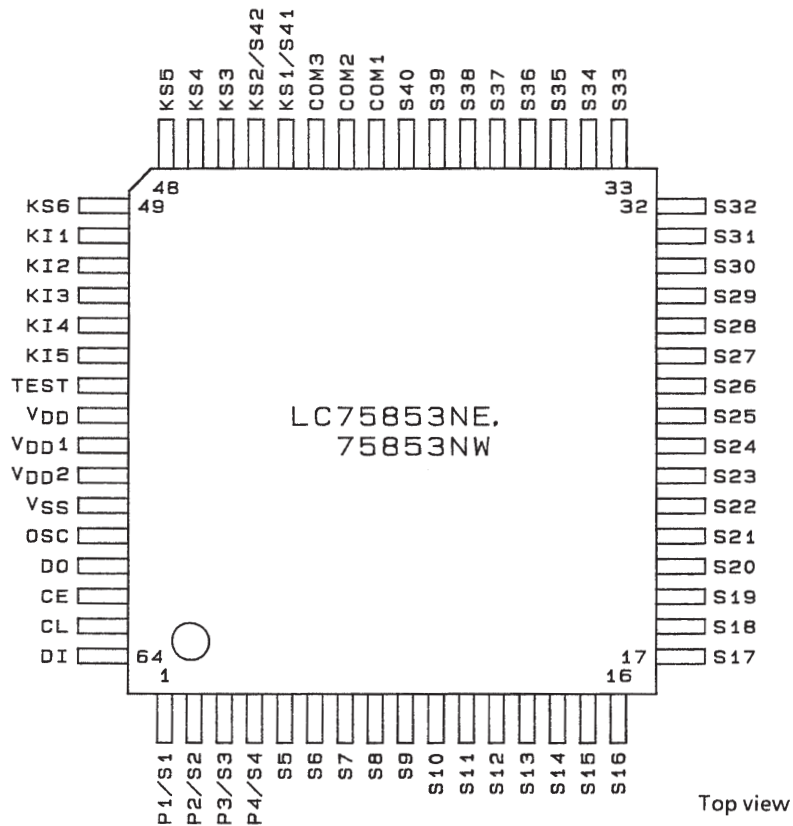 KS5
KS4
KS3
KS2/S42
KS1/S41
COM3
COM2
COM1
S40
S39
S38
S37
S36
S35
S34
S33
48
33
49
32
KS6
KI1
KI2
KI3
KI4
KI5
TEST
VDD
VDD1
VDD2
VSS
OSC
DO
CE
CL
DI
LC75853NE.
75853NW
S32
S31
S30
S29
S28
S27
S26
S25
S24
S23
S22
S21
S20
S19
S18
S17
64
17
1
16
P1/S1
P2/S2
P3/S3
P4/S4
S5
S6
S7
S8
S9
S10
S11
S12
S13
S14
S15
S16
Top view